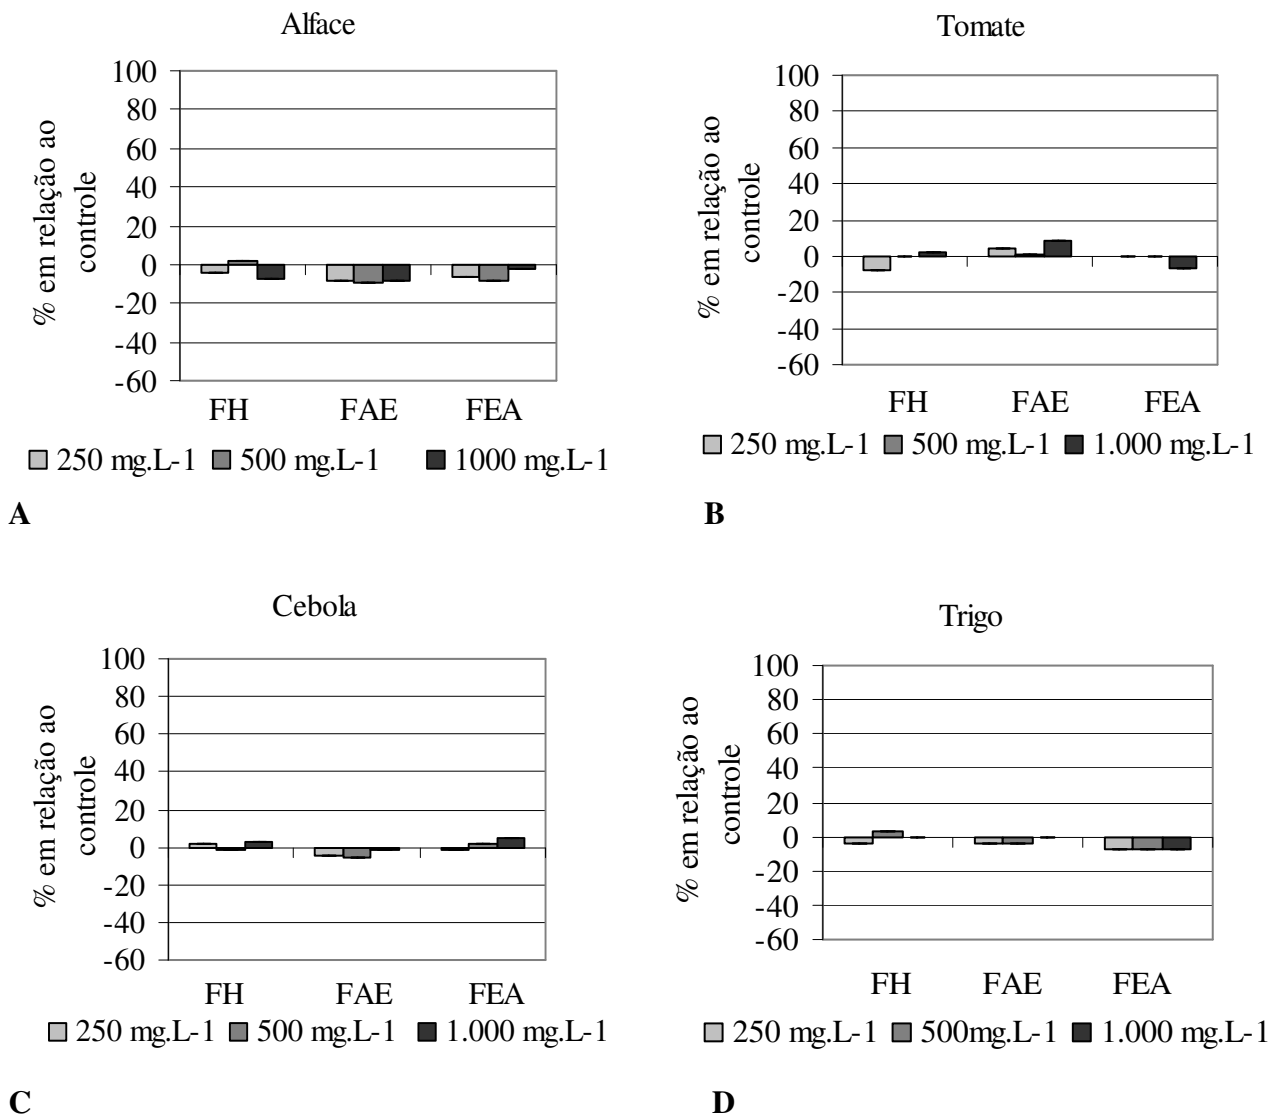 Alface
% em relação ao
controle
100
80
60
40
20
0
-20
-40
-60
FH FAE FEA
250 mg.L-1 500 mg.L-1 1000 mg.L-1
A
Tomate
% em relação ao
controle
100
80
60
40
20
0
-20
-40
-60
FH FAE FEA
250 mg.L-1 500 mg.L-1 1.000 mg.L-1
B
Cebola
% em relação ao
controle
100
80
60
40
20
0
-20
-40
-60
FH FAE FEA
250 mg.L-1 500 mg.L-1 1.000 mg.L-1
C
Trigo
% em relação ao
controle
100
80
60
40
20
0
-20
-40
-60
FH FAE FEA
250 mg.L-1 500mg.L-1 1.000 mg.L-1
D